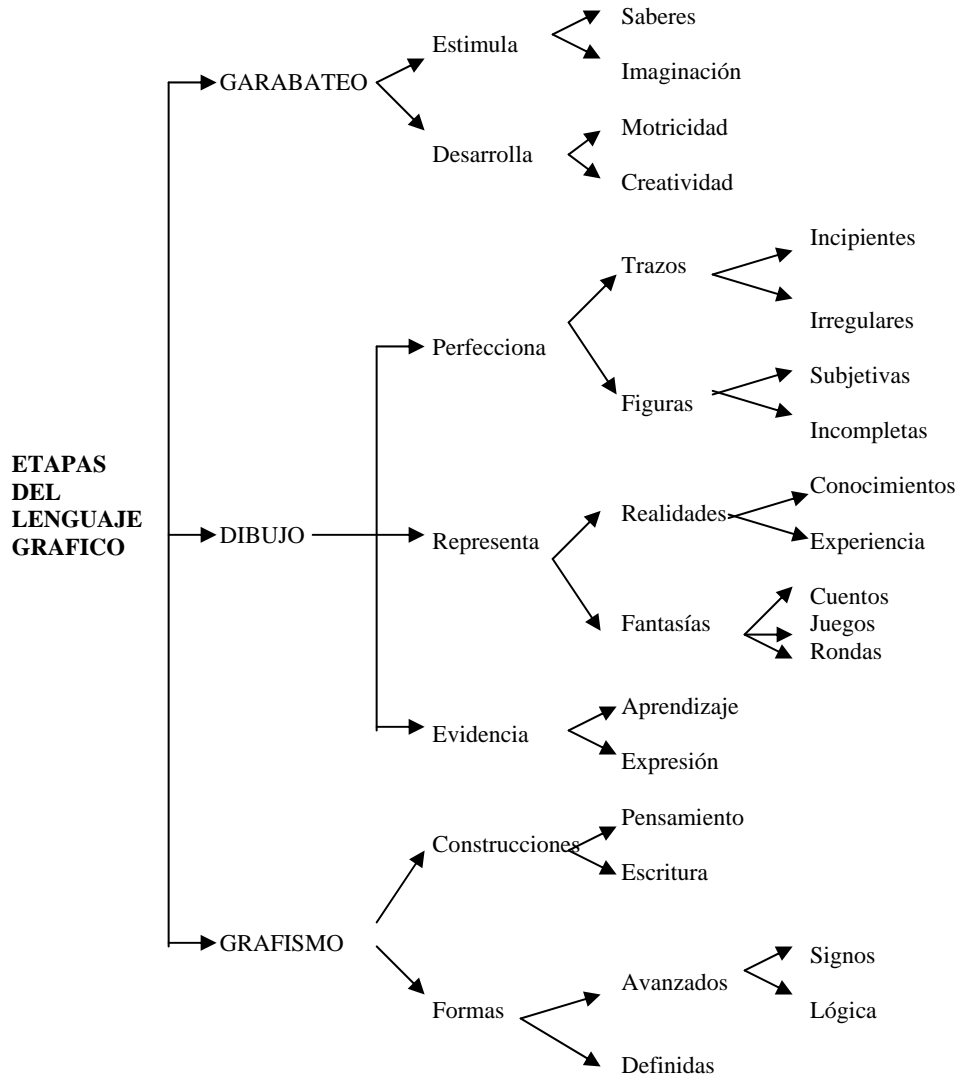 Saberes
Estimula
Imaginación
GARABATEO
Motricidad
Desarrolla
Creatividad
Incipientes
Trazos
Irregulares
Perfecciona
Subjetivas
Figuras
Incompletas
ETAPAS
DEL
LENGUAJE
GRAFICO
Conocimientos
Realidades
DIBUJO
Representa
Experiencia
Cuentos
Fantasías
Juegos
Rondas
Aprendizaje
Evidencia
Expresión
Pensamiento
Construcciones
Escritura
GRAFISMO
Signos
Avanzados
Lógica
Formas
Definidas